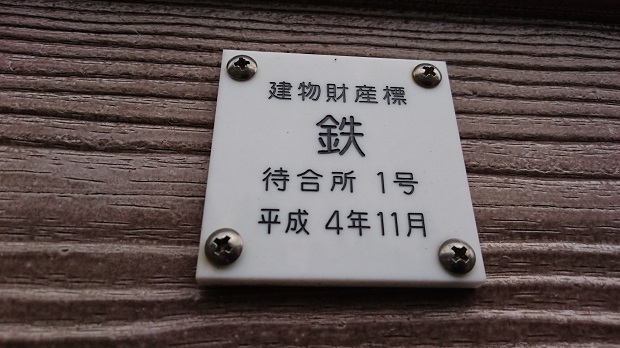 建物財産標
鉄
待合所 1号
平成 4年11月